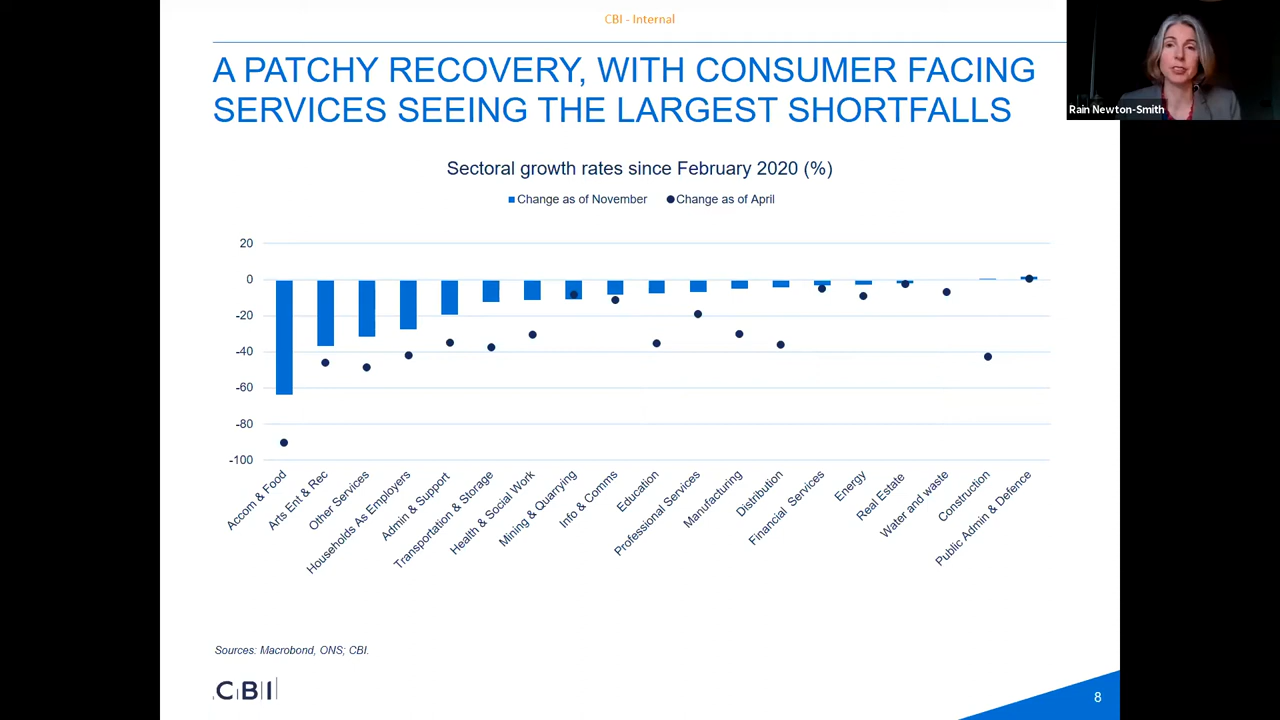 CBI - Internal
A PATCHY RECOVERY, WITH CONSUMER FACING
SERVICES SEEING THE LARGEST SHORTFALLS
Rain Newton-Smith
Sectoral growth rates since February 2020 (%)
Change as of November
Change as of April
20
0
-20
-40
-60
-80
-100
Accom & Food
Arts Ent & Rec
Other Services
Households As Employers
Admin & Support
Transportation & Storage
Health & Social Work
Mining & Quarrying
Info & Comms
Education
Professional Services
Manufacturing
Distribution
Financial Services
Energy
Real Estate
Water and waste
Construction
Public Admin & Defence
Sources: Macrobond, ONS; CBI.
CBI
8